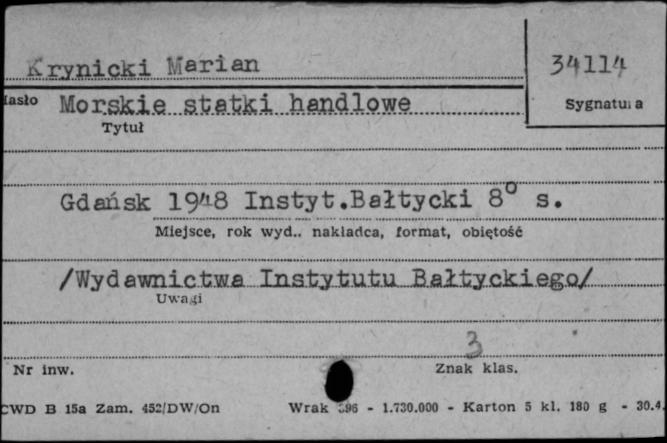 Krynicki Marian
34114
Hasło Morskie statki handlowe
Sygnatura
Tytuł
Gdańsk 1948 Instyt.Bałtycki 8° s.
Miejsce, rok wyd.. nakładca, format, objętość
/Wydawnictwa Instytutu Bałtyckiego/
Uwagi
3
Nr inw.
Znak klas.
CWD B 15a Zam. 452/DW/On Wrak 396 - 1.730.000 - Karton 5 kl. 180 g - 30.4.